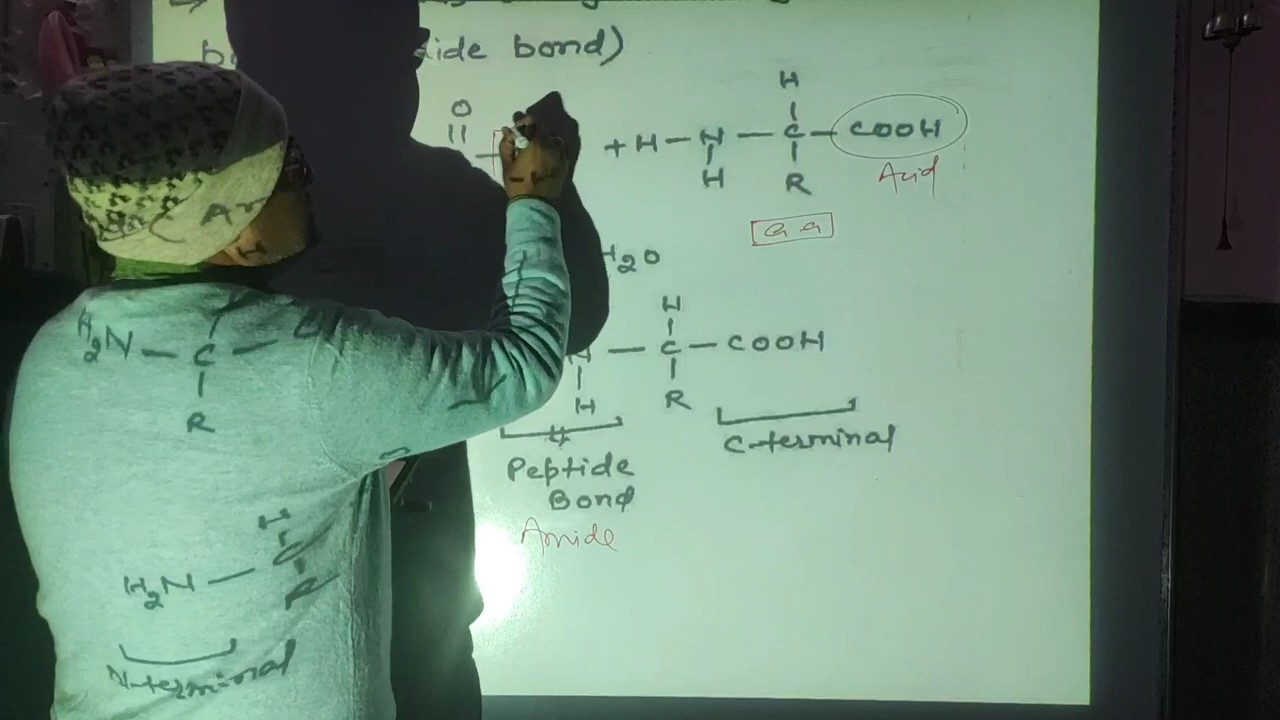 ide bond)
O
H
+ H - N - C - COOH
H
R
Acid
a a
H2O
H
H2N - C
N - C - COOH
R
H
R
C-terminal
Peptide
Bond
Amide
H
H2N - C
R
N-terminal